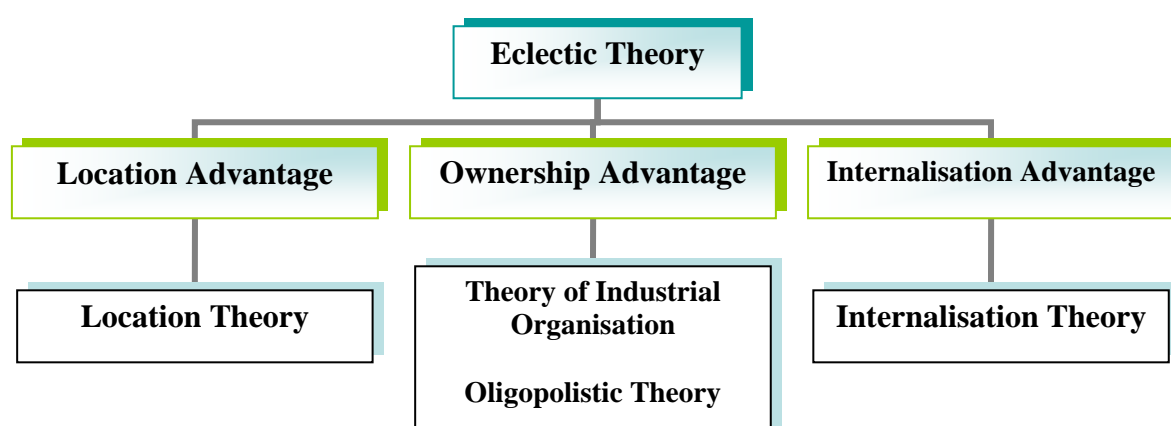 Eclectic Theory
Location Advantage
Ownership Advantage
Internalisation Advantage
Location Theory
Theory of Industrial
Organisation
Oligopolistic Theory
Internalisation Theory